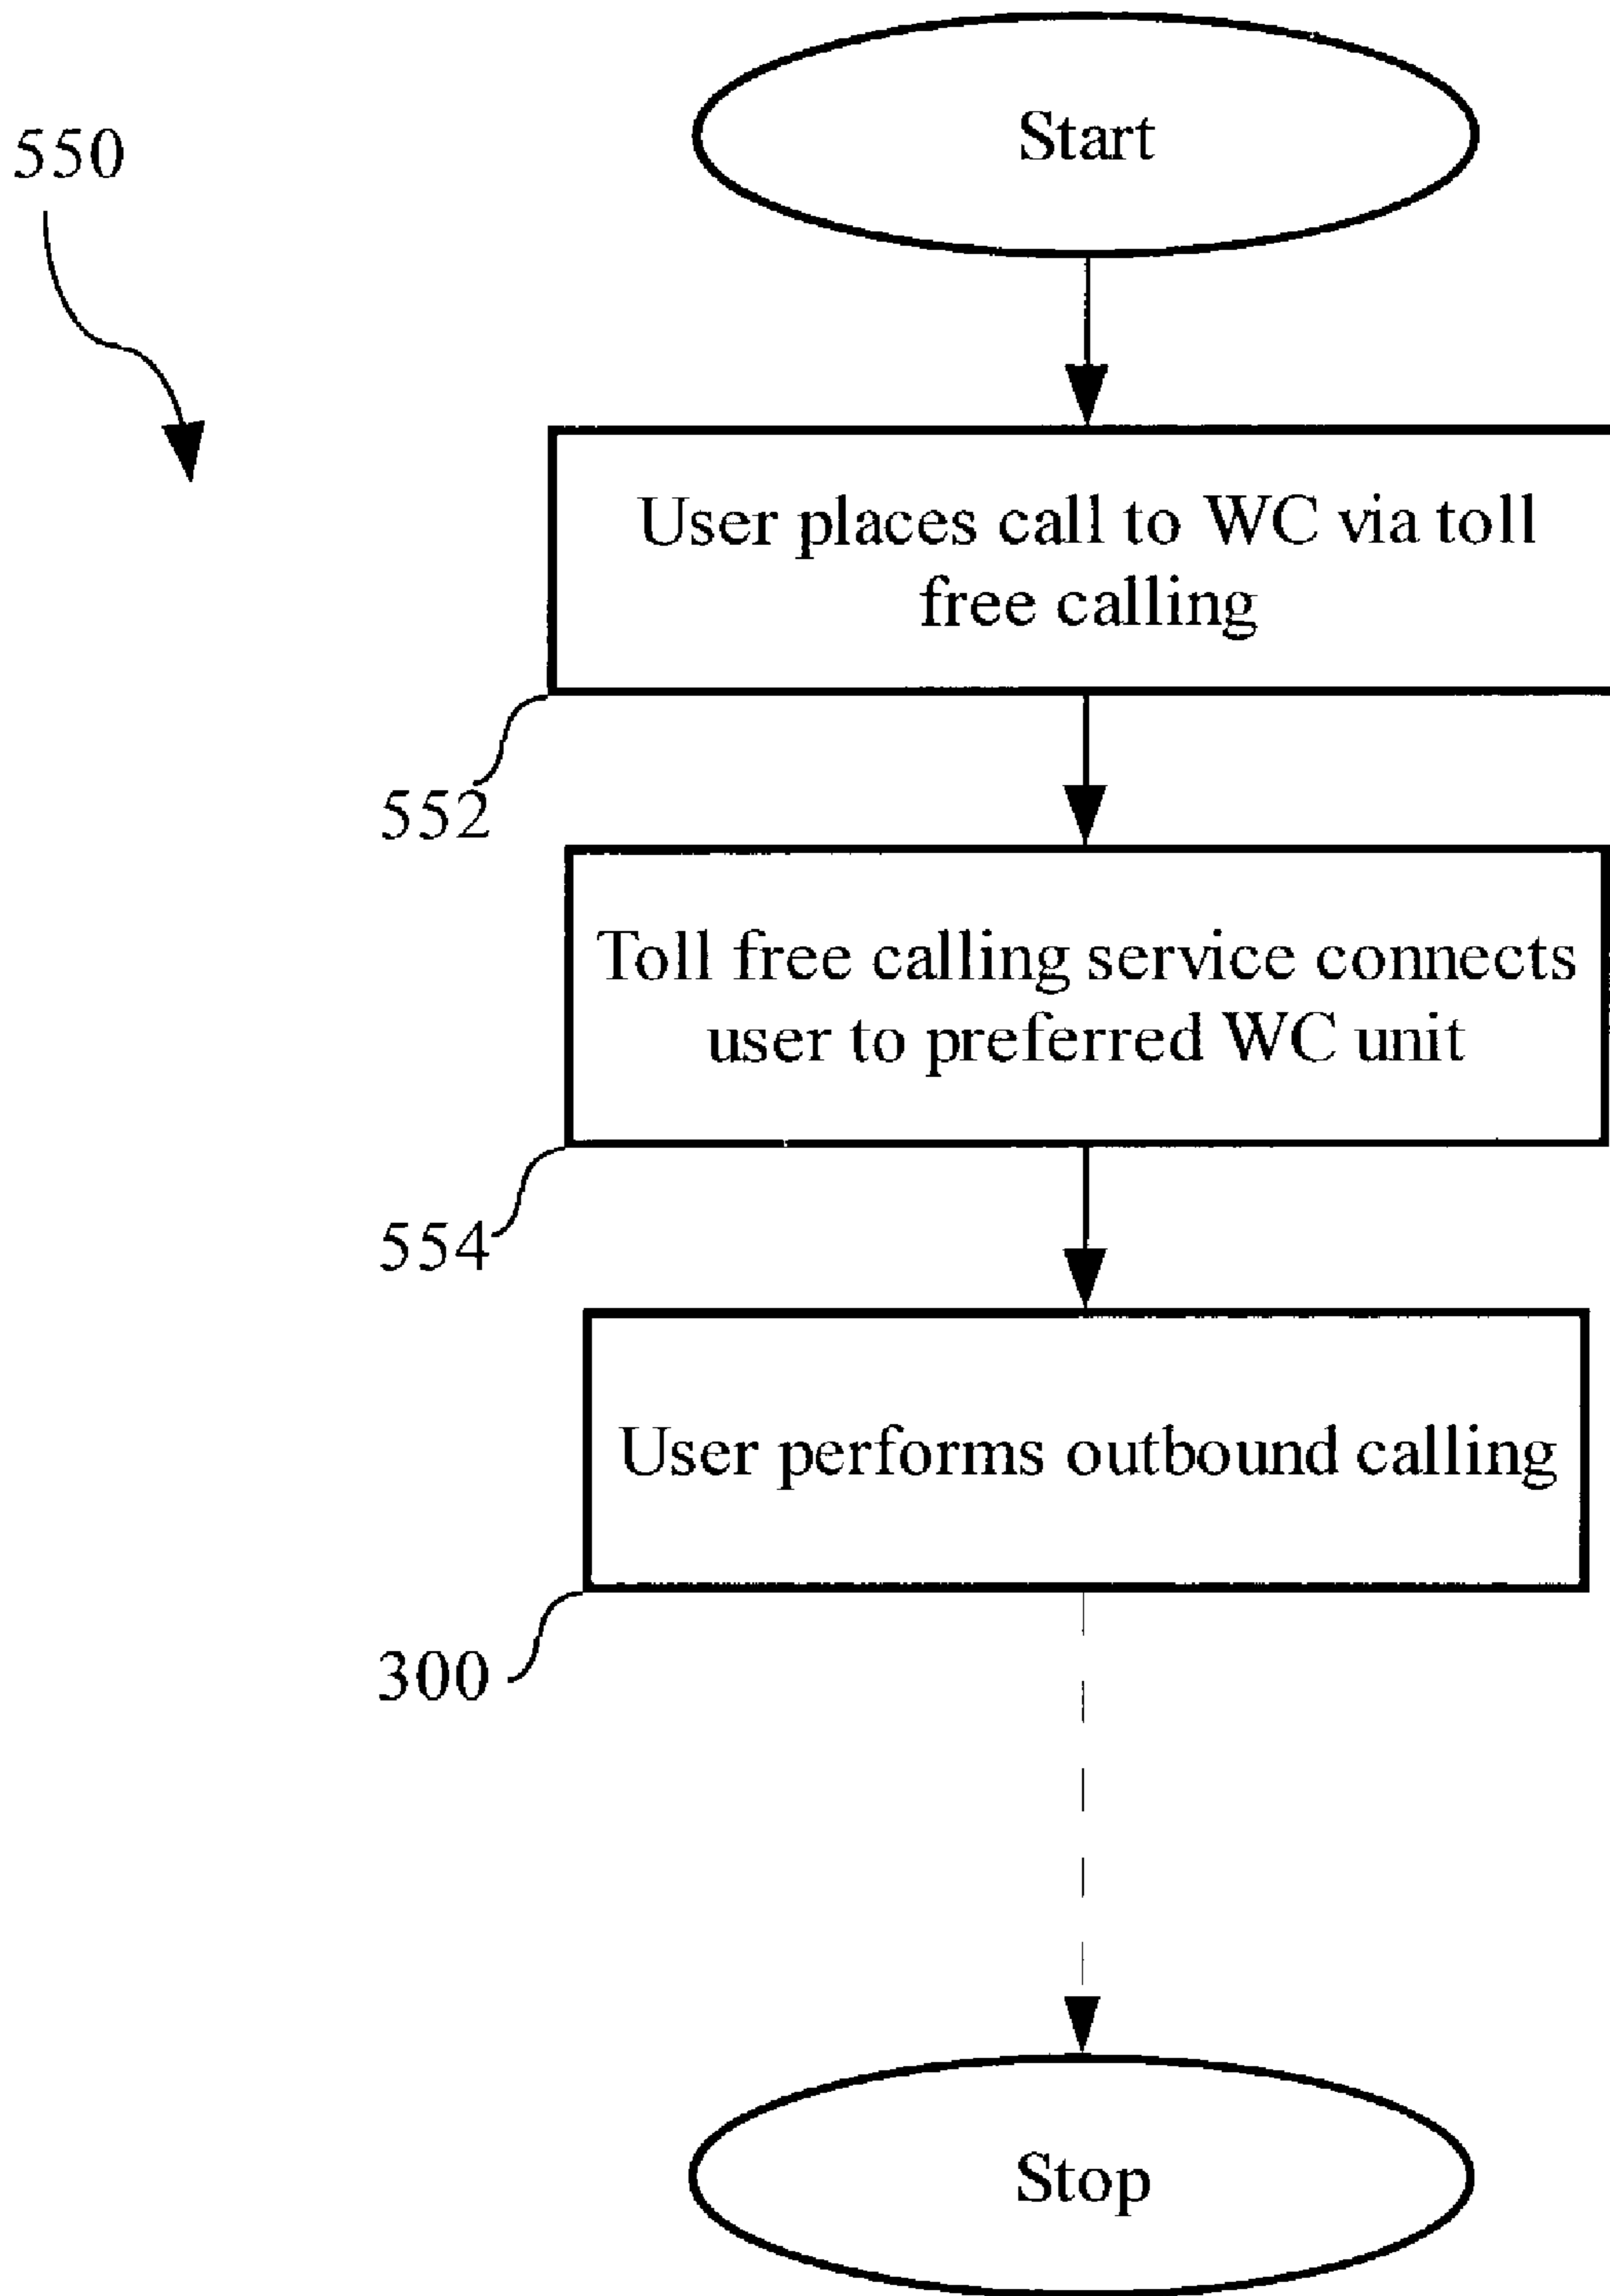 Start
550
User places call to WC via toll
free calling
552
Toll free calling service connects
user to preferred WC unit
554
User performs outbound calling
300
Stop